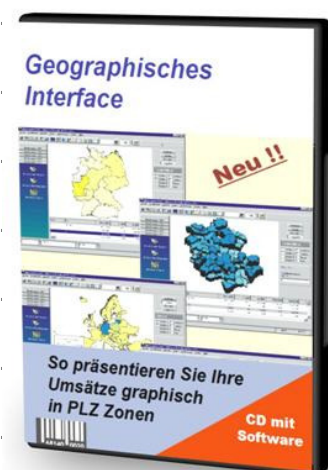 Geographisches
Interface
Neu !!
So präsentieren Sie Ihre
Umsätze graphisch
in PLZ Zonen
CD mit
Software